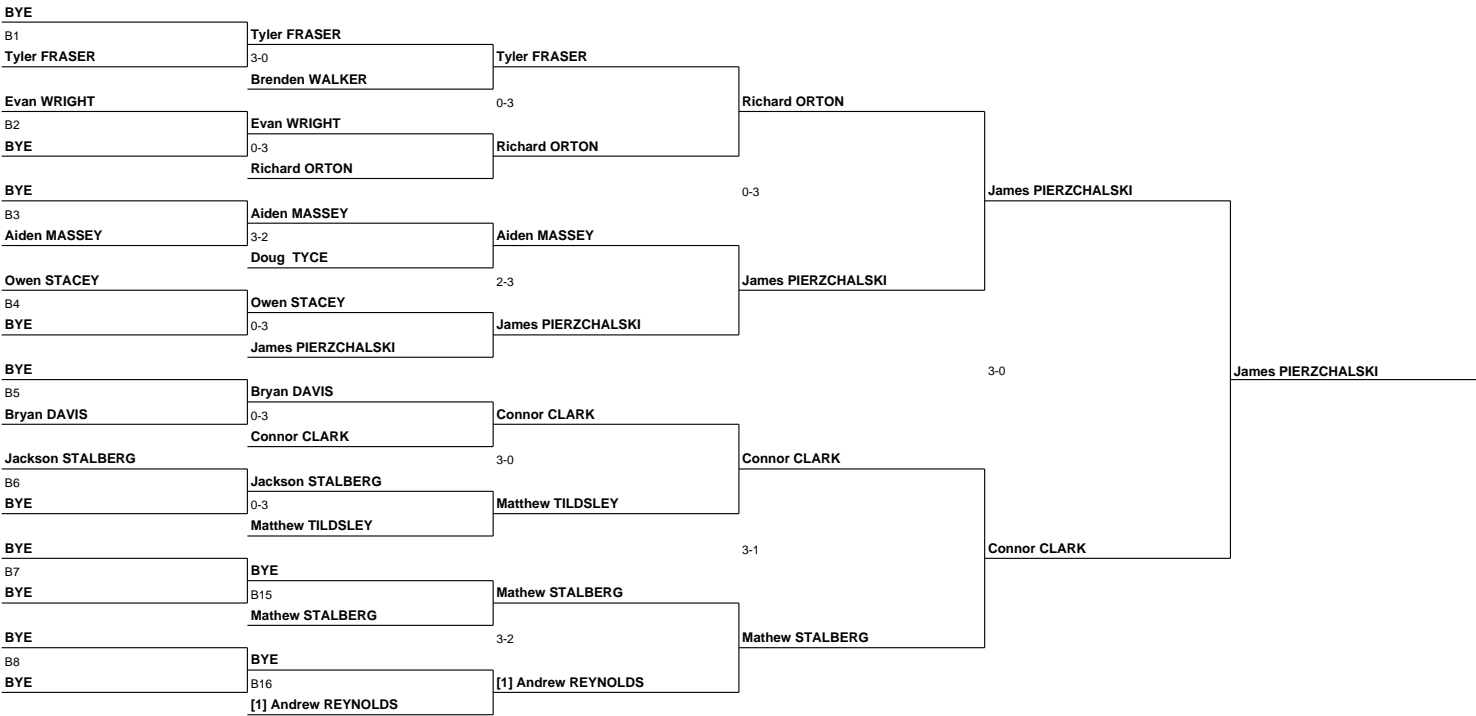 BYE
B1
Tyler FRASER
Evan WRIGHT
B2
BYE
BYE
B3
Aiden MASSEY
Owen STACEY
B4
BYE
BYE
B5
Bryan DAVIS
Jackson STALBERG
B6
BYE
BYE
B7
BYE
BYE
B8
BYE
Tyler FRASER
3-0
Brenden WALKER
Evan WRIGHT
0-3
Richard ORTON
Aiden MASSEY
3-2
Doug TYCE
Owen STACEY
0-3
James PIERZCHALSKI
Bryan DAVIS
0-3
Connor CLARK
Jackson STALBERG
0-3
Matthew TILDSLEY
BYE
B15
Mathew STALBERG
BYE
B16
[1] Andrew REYNOLDS
Tyler FRASER
0-3
Richard ORTON
Aiden MASSEY
2-3
James PIERZCHALSKI
Connor CLARK
3-0
Matthew TILDSLEY
Mathew STALBERG
3-2
[1] Andrew REYNOLDS
Richard ORTON
0-3
James PIERZCHALSKI
Connor CLARK
3-1
Mathew STALBERG
James PIERZCHALSKI
3-0
Connor CLARK
James PIERZCHALSKI